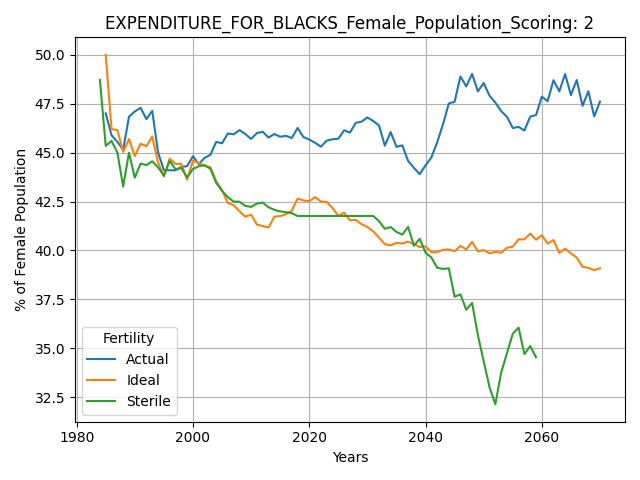 EXPENDITURE_FOR_BLACKS_Female_Population_Scoring: 2
50.0
47.5
45.0
42.5
40.0
37.5
35.0
32.5
% of Female Population
Fertility
Actual
Ideal
Sterile
1980
2000
2020
2040
2060
Years